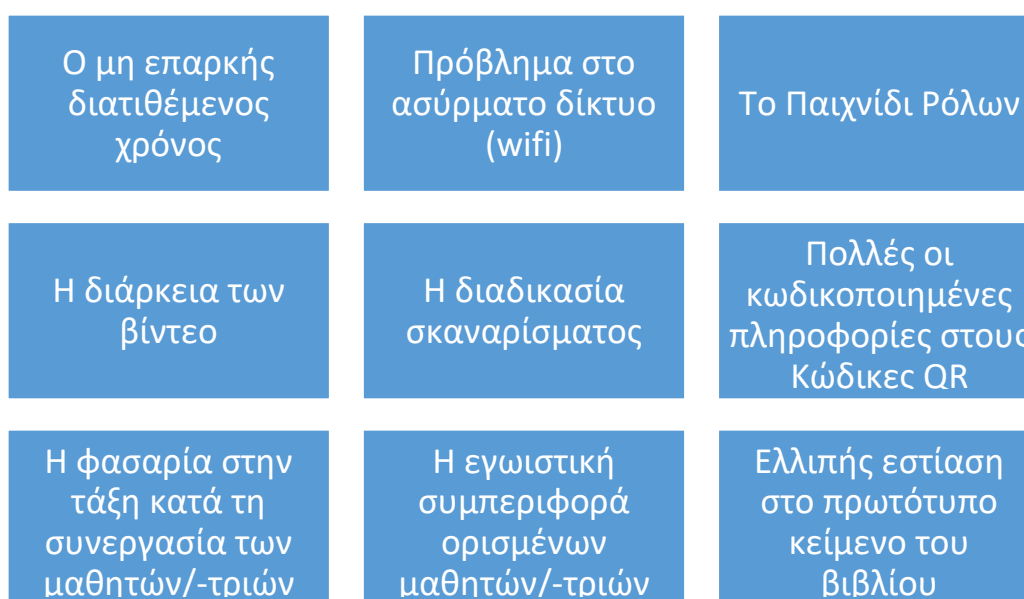 Ο μη επαρκής
διατιθέμενος
χρόνος
Πρόβλημα στο
ασύρματο δίκτυο
(wifi)
Το Παιχνίδι Ρόλων
Η διάρκεια των
βίντεο
Η διαδικασία
σκαναρίσματος
Πολλές οι
κωδικοποιημένες
πληροφορίες στους
Κώδικες QR
Η φασαρία στην
τάξη κατά τη
συνεργασία των
μαθητών/-τριών
Η εγωιστική
συμπεριφορά
ορισμένων
μαθητών/-τριών
Ελλιπής εστίαση
στο πρωτότυπο
κείμενο του
βιβλίου